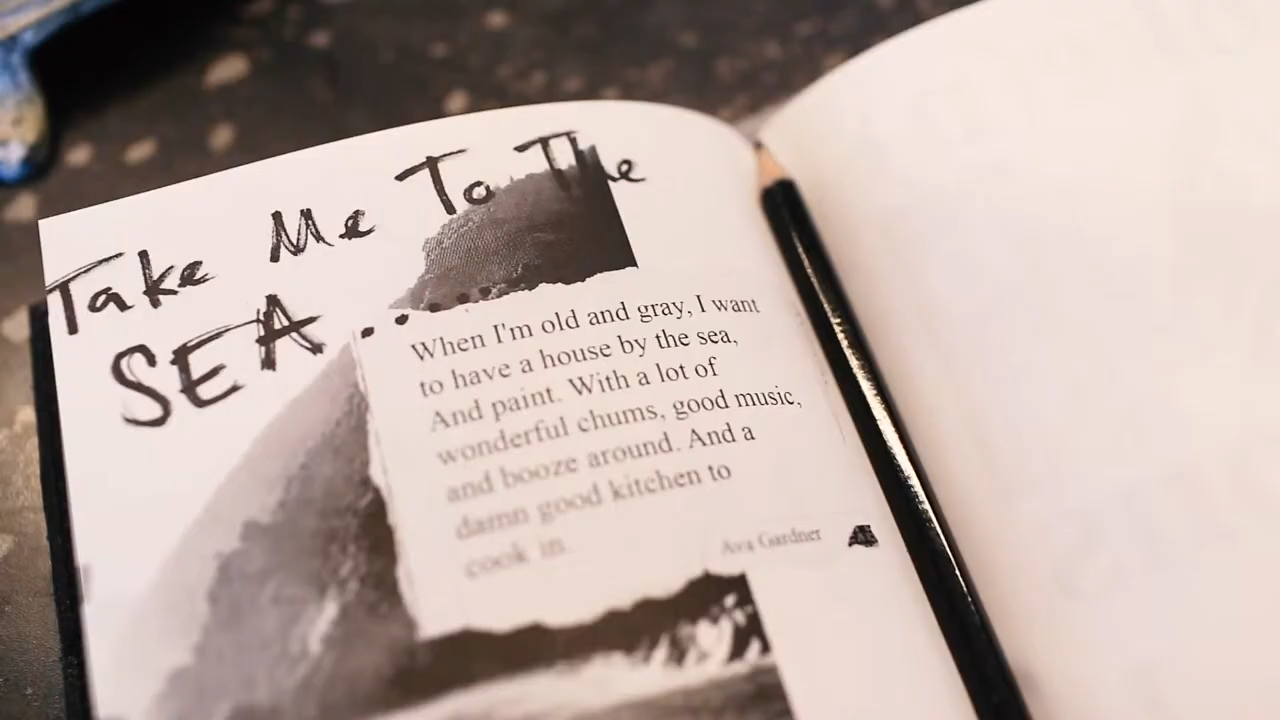 Take Me To The
SEA.......
When I'm old and gray, I want
to have a house by the sea,
And paint. With a lot of
wonderful chums, good music,
and booze around. And a
damn good kitchen to
cook in.
Ava Gardner